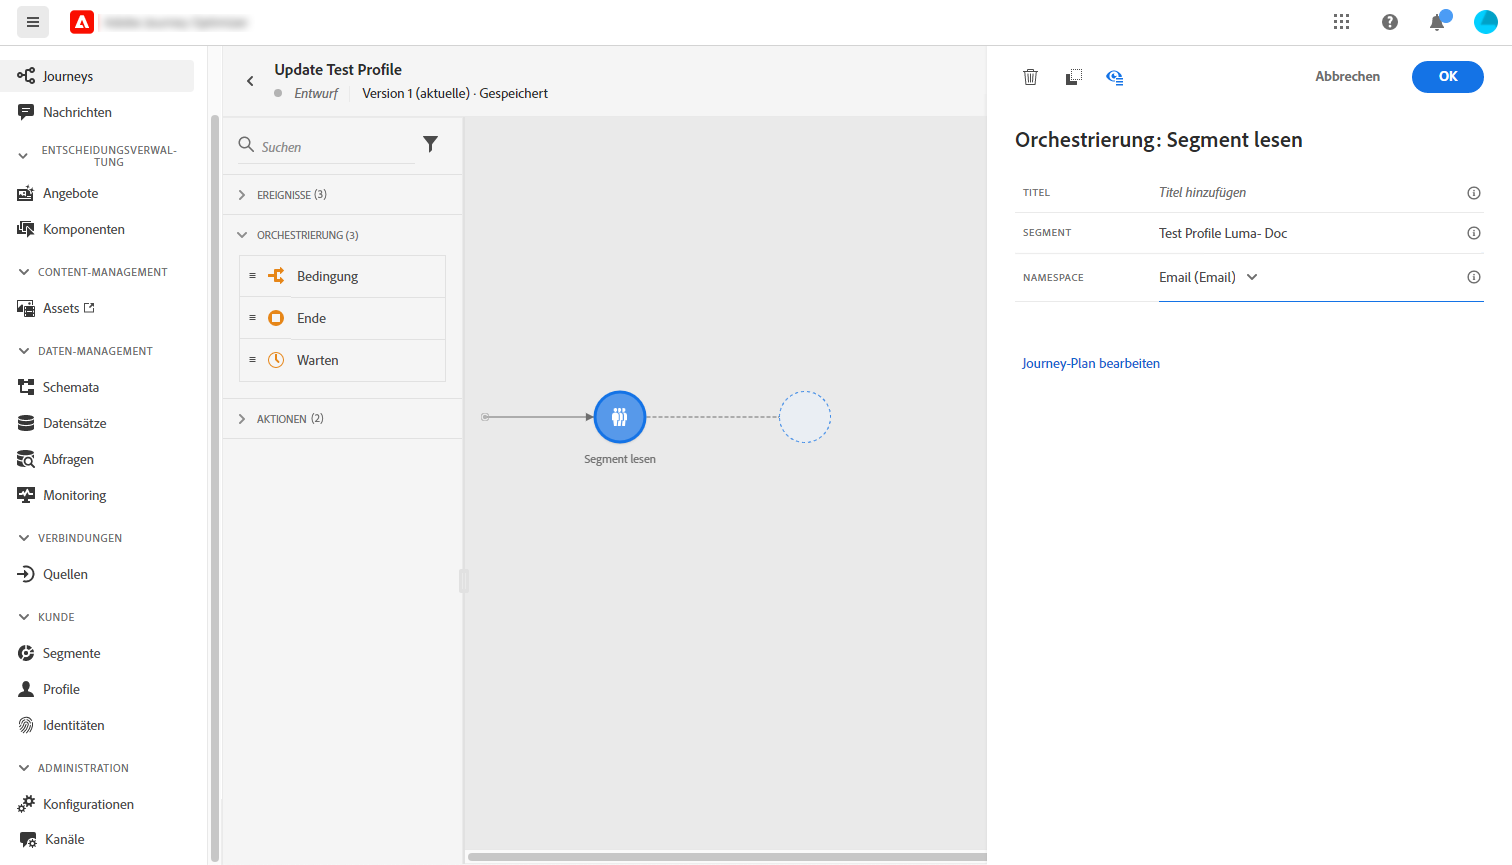 Journeys
Nachrichten
ENTSCHEIDUNGSVERWAL-
TUNG
Angebote
Komponenten
CONTENT-MANAGEMENT
Assets
DATEN-MANAGEMENT
Schemata
Datensätze
Abfragen
Monitoring
VERBINDUNGEN
Quellen
KUNDE
Segmente
Profile
Identitäten
ADMINISTRATION
Konfigurationen
Kanäle
Update Test Profile
Entwurf
Version 1 (aktuelle) · Gespeichert
Suchen
EREIGNISSE (3)
ORCHESTRIERUNG (3)
Bedingung
Ende
Warten
AKTIONEN (2)
Segment lesen
Abbrechen
OK
Orchestrierung: Segment lesen
TITEL Titel hinzufügen
SEGMENT Test Profile Luma- Doc
NAMESPACE Email (Email)
Journey-Plan bearbeiten